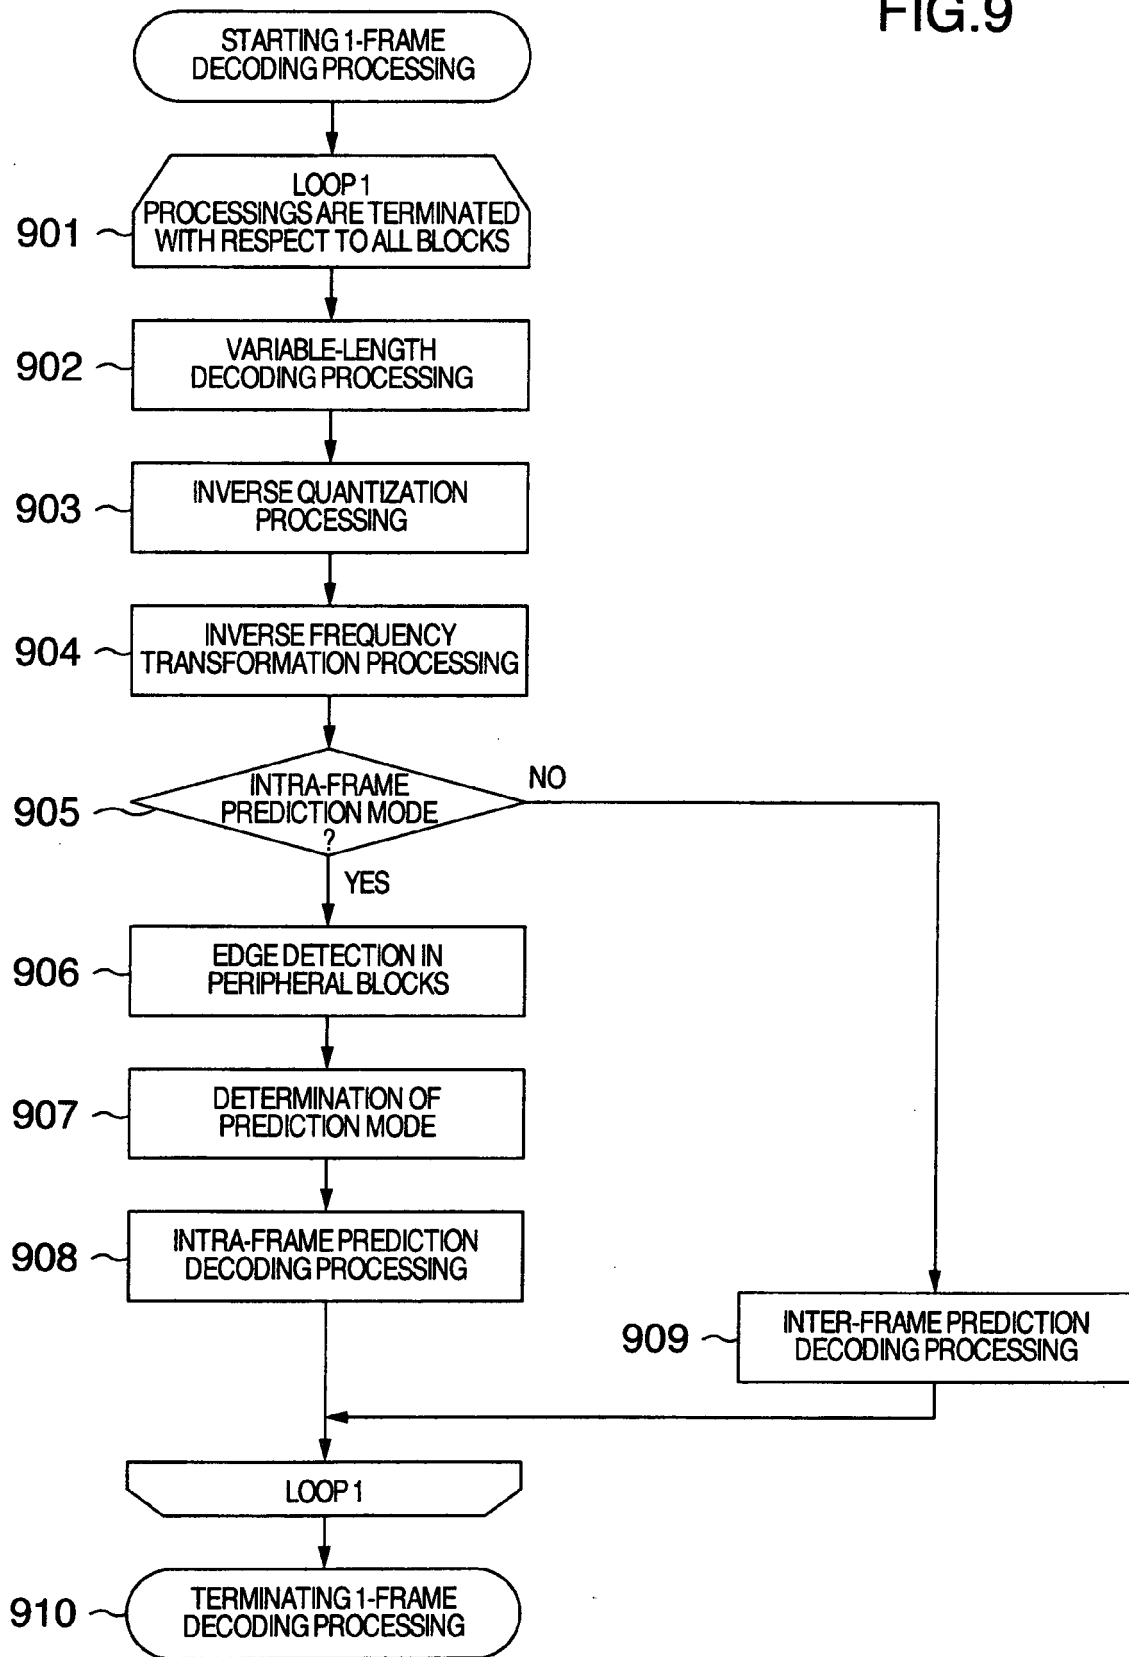 FIG.9
STARTING 1-FRAME
DECODING PROCESSING
LOOP 1
PROCESSINGS ARE TERMINATED
WITH RESPECT TO ALL BLOCKS
901
VARIABLE-LENGTH
DECODING PROCESSING
902
INVERSE QUANTIZATION
PROCESSING
903
INVERSE FREQUENCY
TRANSFORMATION PROCESSING
904
INTRA-FRAME
PREDICTION MODE
?
905
NO
YES
EDGE DETECTION IN
PERIPHERAL BLOCKS
906
DETERMINATION OF
PREDICTION MODE
907
INTRA-FRAME PREDICTION
DECODING PROCESSING
908
INTER-FRAME PREDICTION
DECODING PROCESSING
909
LOOP 1
TERMINATING 1-FRAME
DECODING PROCESSING
910